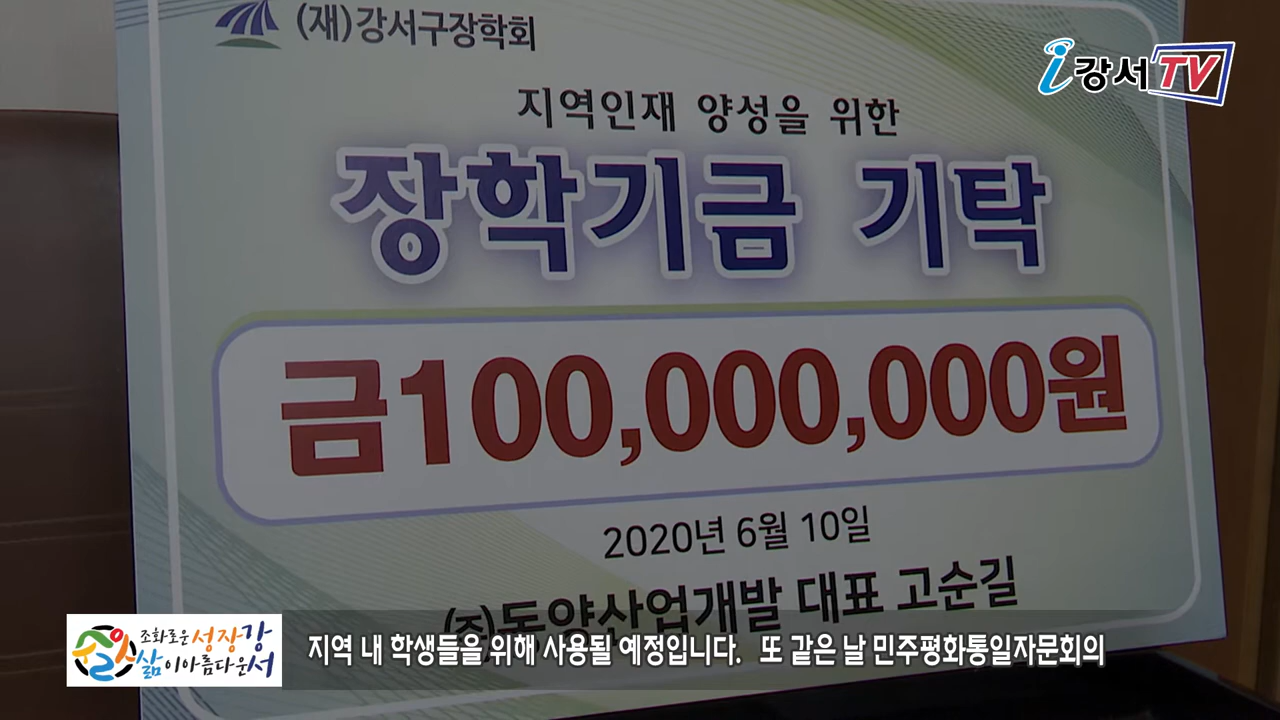 (재)강서구장학회
i강서TV
지역인재 양성을 위한
장학기금 기탁
금100,000,000원
2020년 6월 10일
(주)동양산업개발 대표 고순길
조화로운성장강
삶이아름다운서
지역 내 학생들을 위해 사용될 예정입니다. 또 같은 날 민주평화통일자문회의